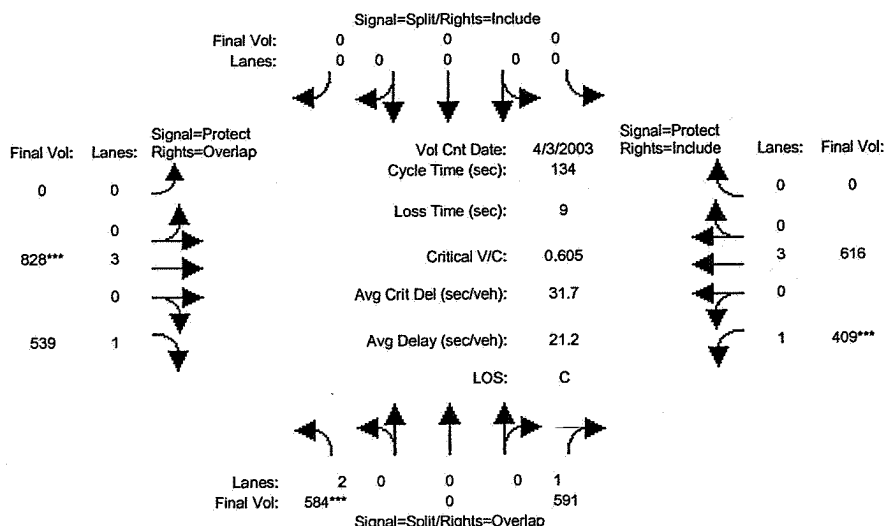 Signal=Split/Rights=Include
Final Vol: 0 0 0
Lanes: 0 0 0 0 0
Signal=Protect
Final Vol: Lanes: Rights=Overlap
Vol Cnt Date: 4/3/2003
Signal=Protect
Rights=Include Lanes: Final Vol:
Cycle Time (sec): 134
0 0
0 0
Loss Time (sec): 9
0
0
828*** 3
Critical V/C: 0.605
3 616
0
Avg Crit Del (sec/veh): 31.7
0
539 1
Avg Delay (sec/veh): 21.2
1 409***
LOS: C
Lanes: 2 0 0 0 1
Final Vol: 584*** 0 591
Signal=Split/Rights=Overlap